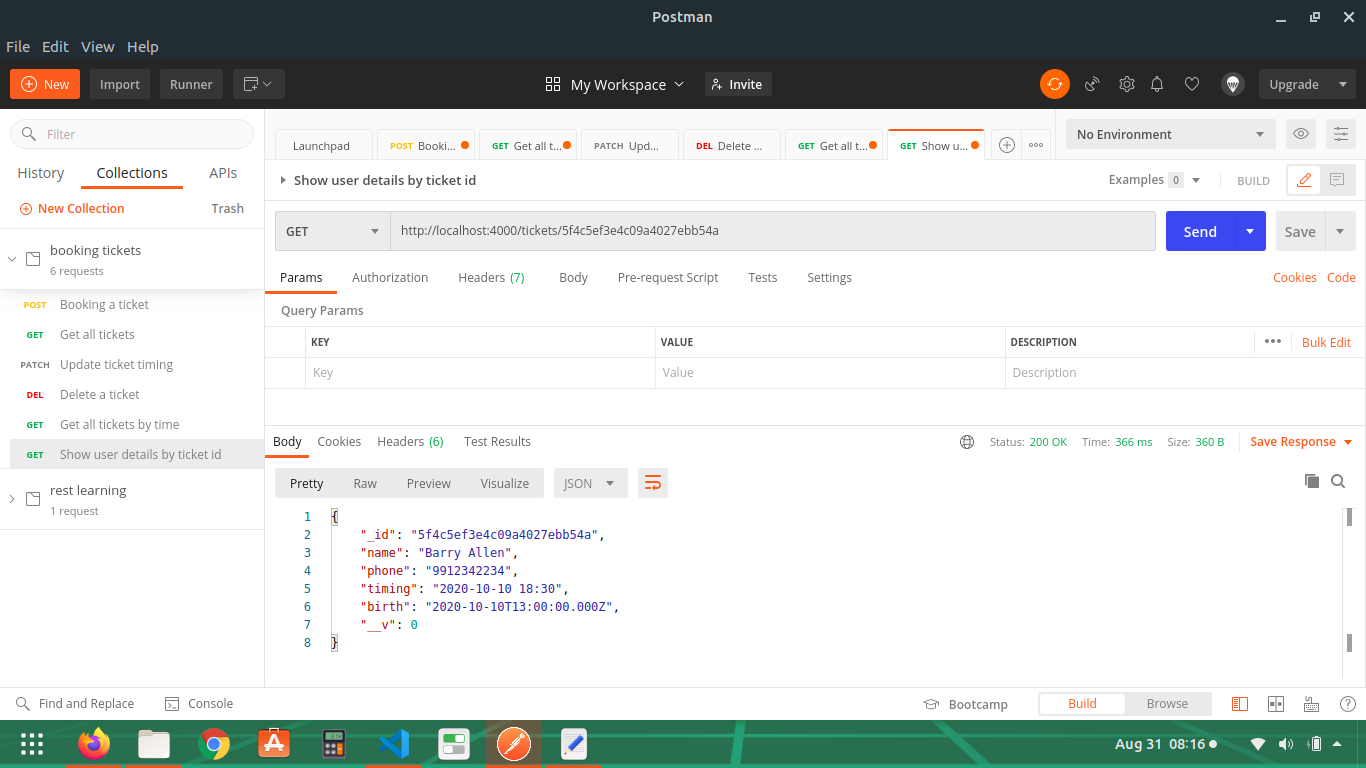 Postman
File Edit View Help
New Import Runner My Workspace Invite Upgrade
Filter
History Collections APIs
New Collection Trash
booking tickets
6 requests
POST Booking a ticket
GET Get all tickets
PATCH Update ticket timing
DEL Delete a ticket
GET Get all tickets by time
GET Show user details by ticket id
rest learning
1 request
Launchpad POST Booki... GET Get all t... PATCH Upd... DEL Delete ... GET Get all t... GET Show u... No Environment
Show user details by ticket id Examples 0 BUILD
GET http://localhost:4000/tickets/5f4c5ef3e4c09a4027ebb54a Send Save
Params Authorization Headers (7) Body Pre-request Script Tests Settings Cookies Code
Query Params
KEY VALUE DESCRIPTION Bulk Edit
Key Value Description
Body Cookies Headers (6) Test Results Status: 200 OK Time: 366 ms Size: 360 B Save Response
Pretty Raw Preview Visualize JSON
1 {
2 "_id": "5f4c5ef3e4c09a4027ebb54a",
3 "name": "Barry Allen",
4 "phone": "9912342234",
5 "timing": "2020-10-10 18:30",
6 "birth": "2020-10-10T13:00:00.000Z",
7 "__v": 0
8 }
Find and Replace Console Bootcamp Build Browse
Aug 31 08:16